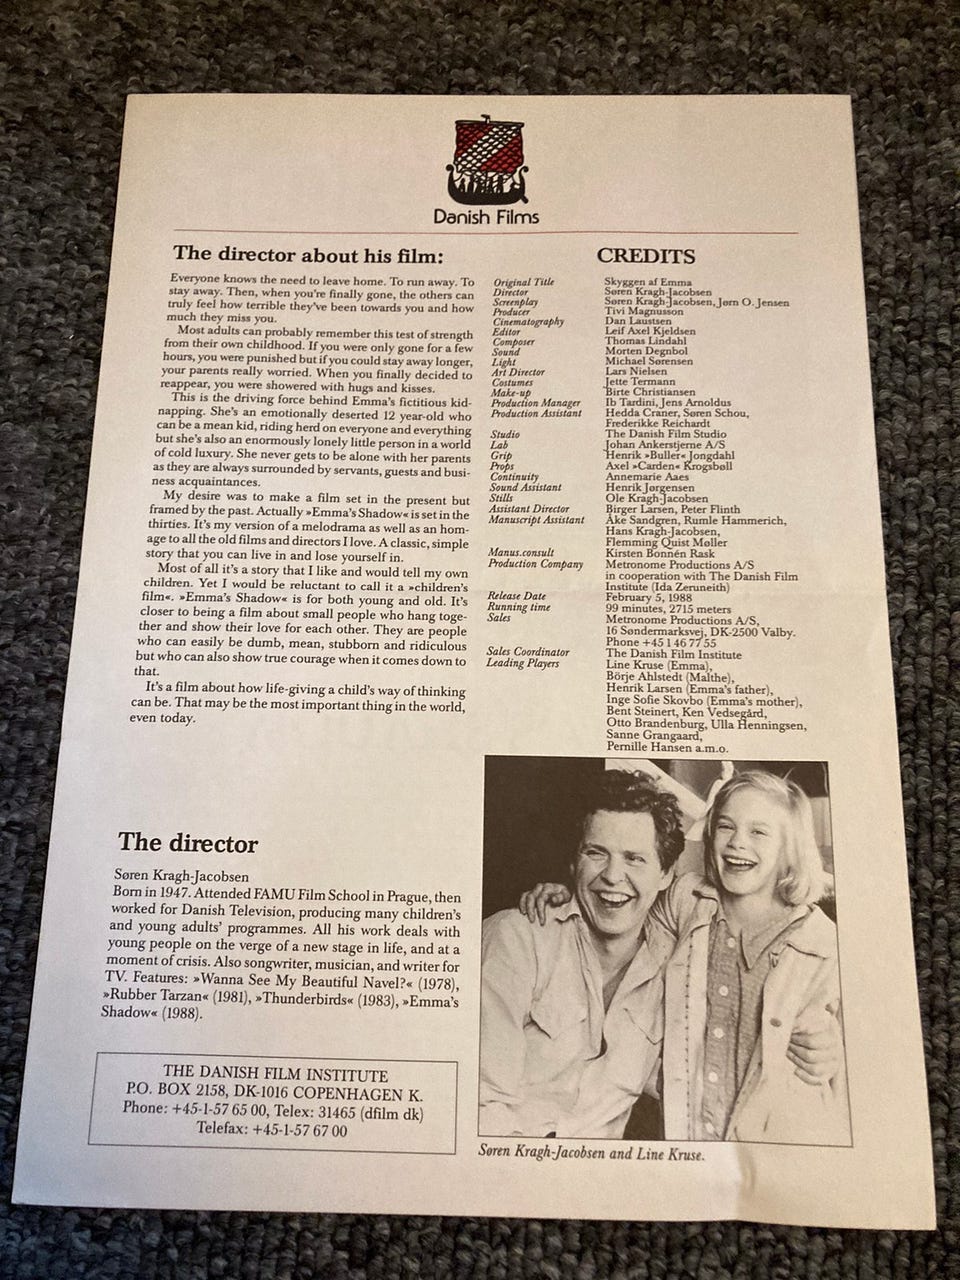 Danish Films
The director about his film:
Everyone knows the need to leave home. To run away. To
stay away. Then, when you're finally gone, the others can
truly feel how terrible they've been towards you and how
much they miss you.
Most adults can probably remember this test of strength
from their own childhood. If you were only gone for a few
hours, you were punished but if you could stay away longer,
your parents really worried. When you finally decided to
reappear, you were showered with hugs and kisses.
This is the driving force behind Emma's fictitious kid-
napping. She's an emotionally deserted 12 year-old who
can be a mean kid, riding herd on everyone and everything
but she's also an enormously lonely little person in a world
of cold luxury. She never gets to be alone with her parents
as they are always surrounded by servants, guests and busi-
ness acquaintances.
My desire was to make a film set in the present but
framed by the past. Actually »Emma's Shadow« is set in the
thirties. It's my version of a melodrama as well as an hom-
age to all the old films and directors I love. A classic, simple
story that you can live in and lose yourself in.
Most of all it's a story that I like and would tell my own
children. Yet I would be reluctant to call it a »children's
film«. »Emma's Shadow« is for both young and old. It's
closer to being a film about small people who hang toge-
ther and show their love for each other. They are people
who can easily be dumb, mean, stubborn and ridiculous
but who can also show true courage when it comes down to
that.
It's a film about how life-giving a child's way of thinking
can be. That may be the most important thing in the world,
even today.
CREDITS
Original Title Skyggen af Emma
Director Søren Kragh-Jacobsen
Screenplay Søren Kragh-Jacobsen, Jørn O. Jensen
Producer Tivi Magnusson
Cinematography Dan Laustsen
Editor Leif Axel Kjeldsen
Composer Thomas Lindahl
Sound Morten Degnbol
Light Michael Sørensen
Art Director Lars Nielsen
Costumes Jette Termann
Make-up Birte Christiansen
Production Manager Ib Tardini, Jens Arnoldus
Production Assistant Hedda Craner, Søren Schou,
Frederikke Reichardt
Studio The Danish Film Studio
Lab Johan Ankerstjerne A/S
Grip Henrik »Buller« Jongdahl
Props Axel »Carden« Krogsbøll
Continuity Annemarie Aaes
Sound Assistant Henrik Jørgensen
Stills Ole Kragh-Jacobsen
Assistant Director Birger Larsen, Peter Flinth
Manuscript Assistant Åke Sandgren, Rumle Hammerich,
Hans Kragh-Jacobsen,
Flemming Quist Møller
Manus.consult Kirsten Bonnén Rask
Production Company Metronome Productions A/S
in cooperation with The Danish Film
Institute (Ida Zeruneith)
Release Date February 5, 1988
Running time 99 minutes, 2715 meters
Sales Metronome Productions A/S,
16 Søndermarksvej, DK-2500 Valby.
Phone +45 1 46 77 55
Sales Coordinator The Danish Film Institute
Leading Players Line Kruse (Emma),
Börje Ahlstedt (Malthe),
Henrik Larsen (Emma's father),
Inge Sofie Skovbo (Emma's mother),
Bent Steinert, Ken Vedsegård,
Otto Brandenburg, Ulla Henningsen,
Sanne Grangaard,
Pernille Hansen a.m.o.
The director
Søren Kragh-Jacobsen
Born in 1947. Attended FAMU Film School in Prague, then
worked for Danish Television, producing many children's
and young adults' programmes. All his work deals with
young people on the verge of a new stage in life, and at a
moment of crisis. Also songwriter, musician, and writer for
TV. Features: »Wanna See My Beautiful Navel?« (1978),
»Rubber Tarzan« (1981), »Thunderbirds« (1983), »Emma's
Shadow« (1988).
THE DANISH FILM INSTITUTE
P.O. BOX 2158, DK-1016 COPENHAGEN K.
Phone: +45-1-57 65 00, Telex: 31465 (dfilm dk)
Telefax: +45-1-57 67 00
Søren Kragh-Jacobsen and Line Kruse.